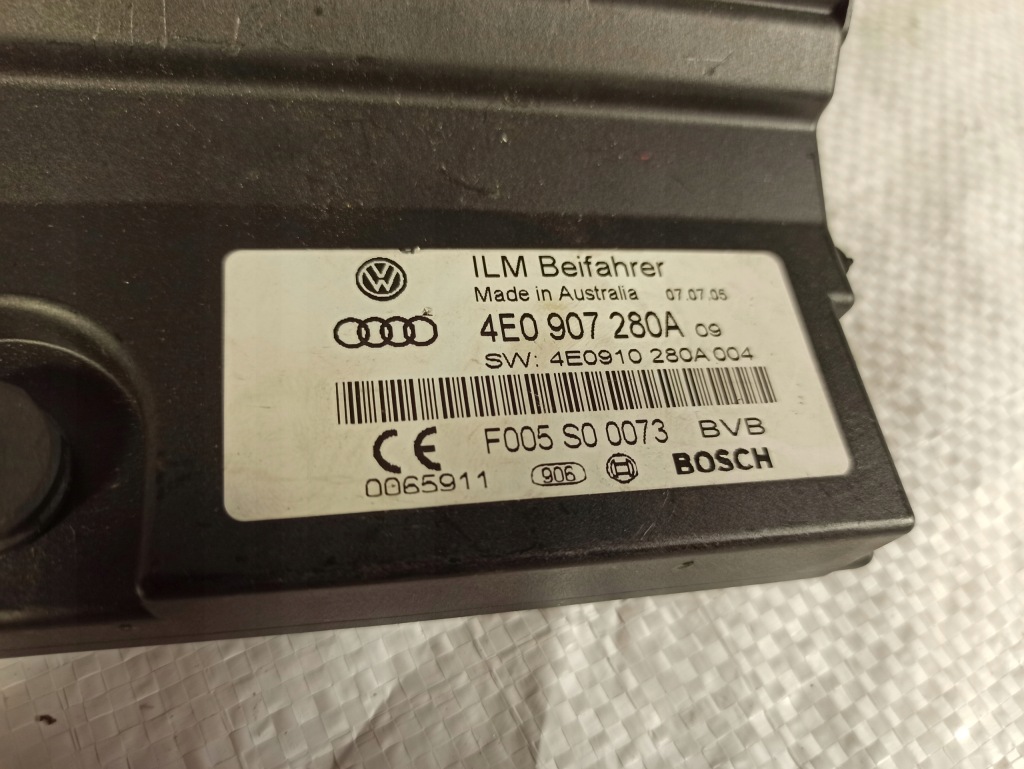 ILM Beifahrer
Made in Australia 07.07.05
4E0 907 280A 09
SW: 4E0910 280A 004
F005 S0 0073 BVB
0065911 906 BOSCH